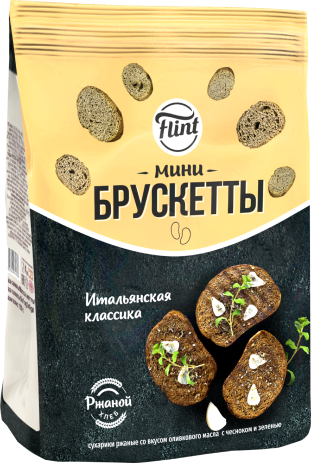 Flint
МИНИ
БРУСКЕТТЫ
Итальянская
классика
Ржаной
ХЛЕБ
сухарики ржаные со вкусом оливкового масла с чесноком и зеленью